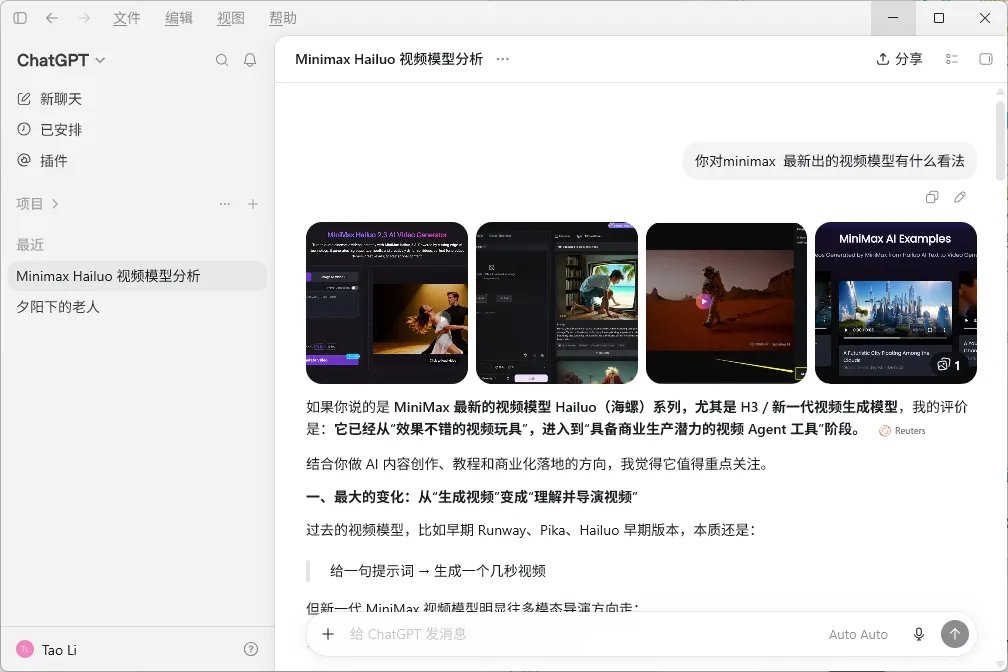 文件 编辑 视图 帮助
ChatGPT
新聊天
已安排
插件
项目
最近
Minimax Hailuo 视频模型分析
夕阳下的老人
Tao Li
Minimax Hailuo 视频模型分析 ···
分享
你对minimax 最新出的视频模型有什么看法
MiniMax Hailuo 2.3 AI Video Generator
MiniMax AI Examples
A Futuristic City Floating Among the
Clouds
1
如果你说的是 MiniMax 最新的视频模型 Hailuo（海螺）系列，尤其是 H3 / 新一代视频生成模型，我的评价
是：它已经从“效果不错的视频玩具”，进入到“具备商业生产潜力的视频 Agent 工具”阶段。 Reuters
结合你做 AI 内容创作、教程和商业化落地的方向，我觉得它值得重点关注。
一、最大的变化：从“生成视频”变成“理解并导演视频”
过去的视频模型，比如早期 Runway、Pika、Hailuo 早期版本，本质还是：
给一句提示词 → 生成一个几秒视频
但新一代 MiniMax 视频模型明显往多模态导演方向走：
给 ChatGPT 发消息
Auto Auto